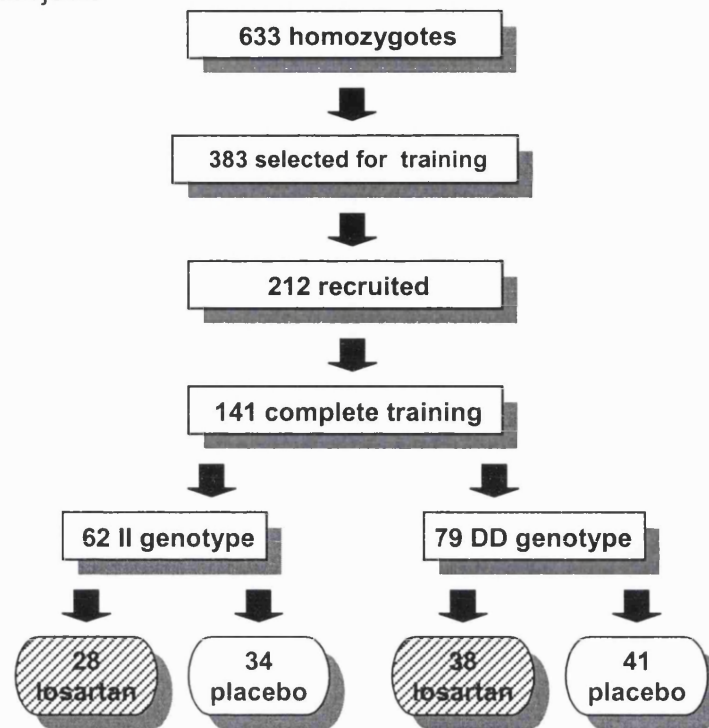 633 homozygotes
383 selected for training
212 recruited
141 complete training
62 II genotype
79 DD genotype
28
losartan
34
placebo
38
losartan
41
placebo